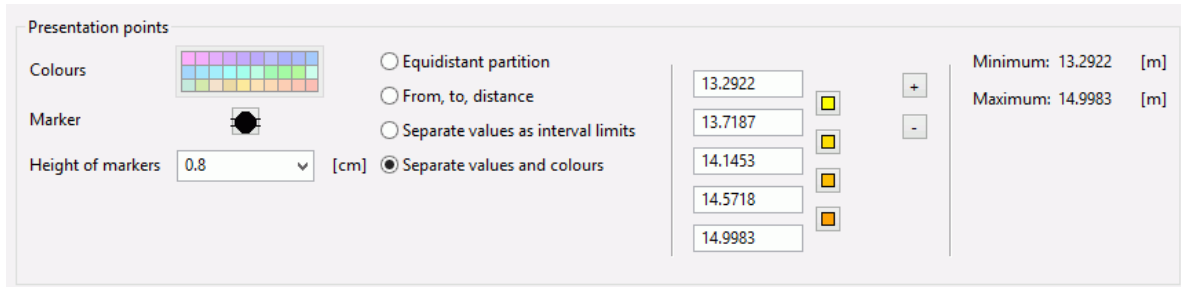 Presentation points
Colours
Marker
Height of markers 0.8 [cm]
Equidistant partition
From, to, distance
Separate values as interval limits
Separate values and colours
13.2922
13.7187
14.1453
14.5718
14.9983
+
-
Minimum: 13.2922 [m]
Maximum: 14.9983 [m]